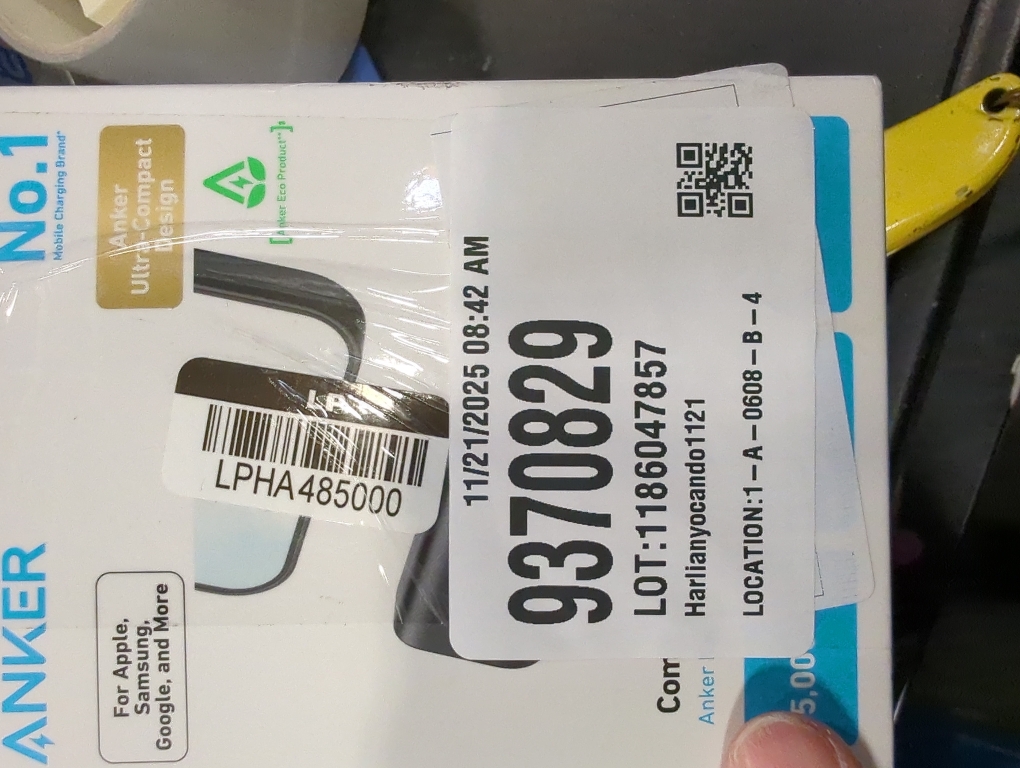 ANKER
No.1
Mobile Charging Brand*
For Apple,
Samsung,
Google, and More
Anker
Ultra-Compact
Design
[Anker Eco Product**]
LPHA485000
11/21/2025 08:42 AM
9370829
LOT:1186047857
Harlianyocando1121
LOCATION:1-A-0608-B-4
Anker